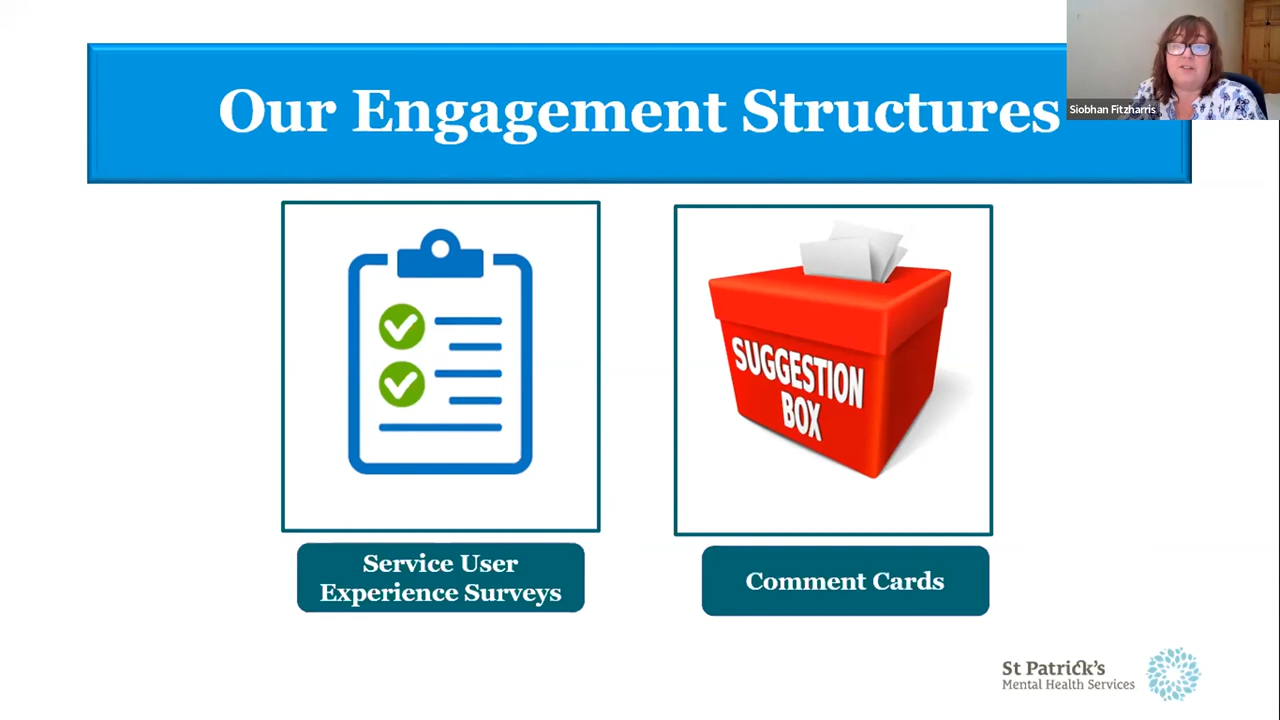 Our Engagement Structures
Siobhan Fitzharris
SUGGESTION
BOX
Service User
Experience Surveys
Comment Cards
St Patrick's
Mental Health Services